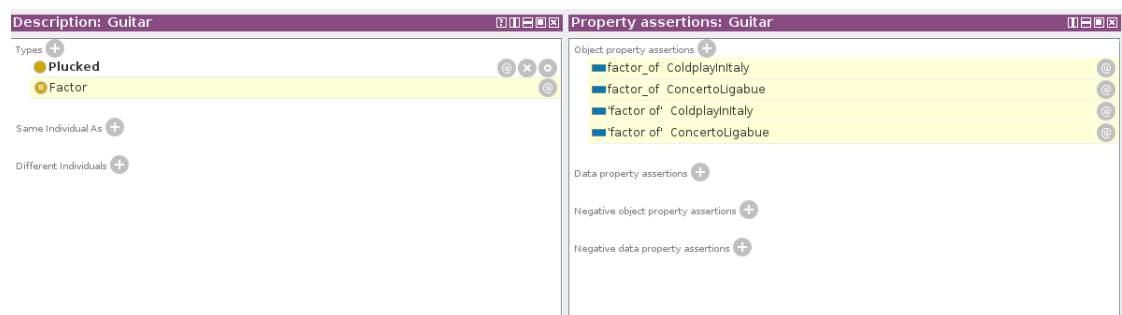 Description: Guitar
Types
Plucked
Factor
Same Individual As
Different Individuals
Property assertions: Guitar
Object property assertions
factor_of ColdplayInItaly
factor_of ConcertoLigabue
'factor of' ColdplayInItaly
'factor of' ConcertoLigabue
Data property assertions
Negative object property assertions
Negative data property assertions